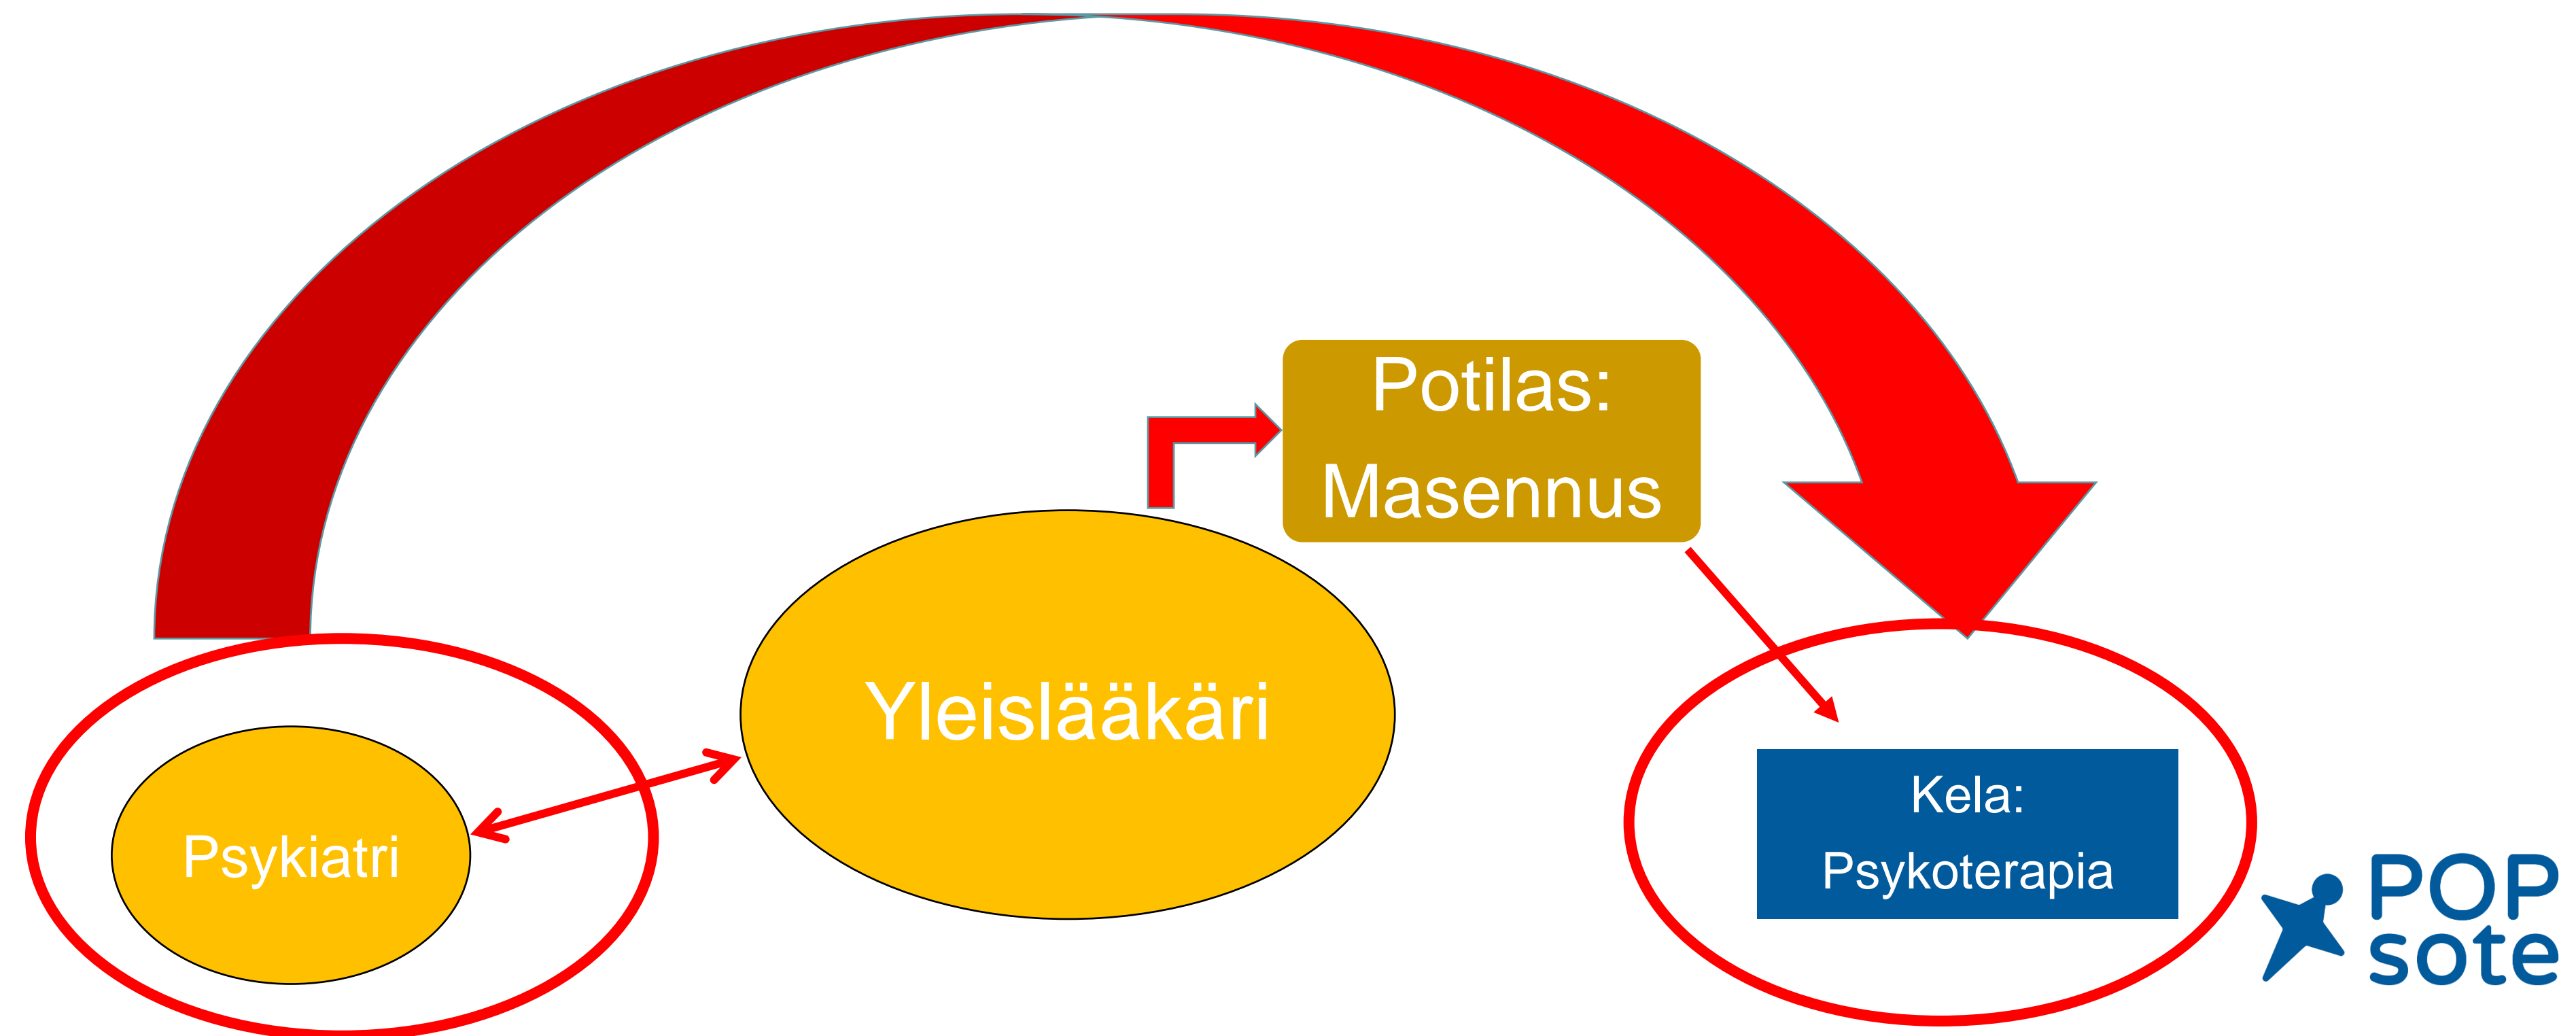 Potilas:
Masennus
Yleislääkäri
Psykiatri
Kela:
Psykoterapia
POP
sote